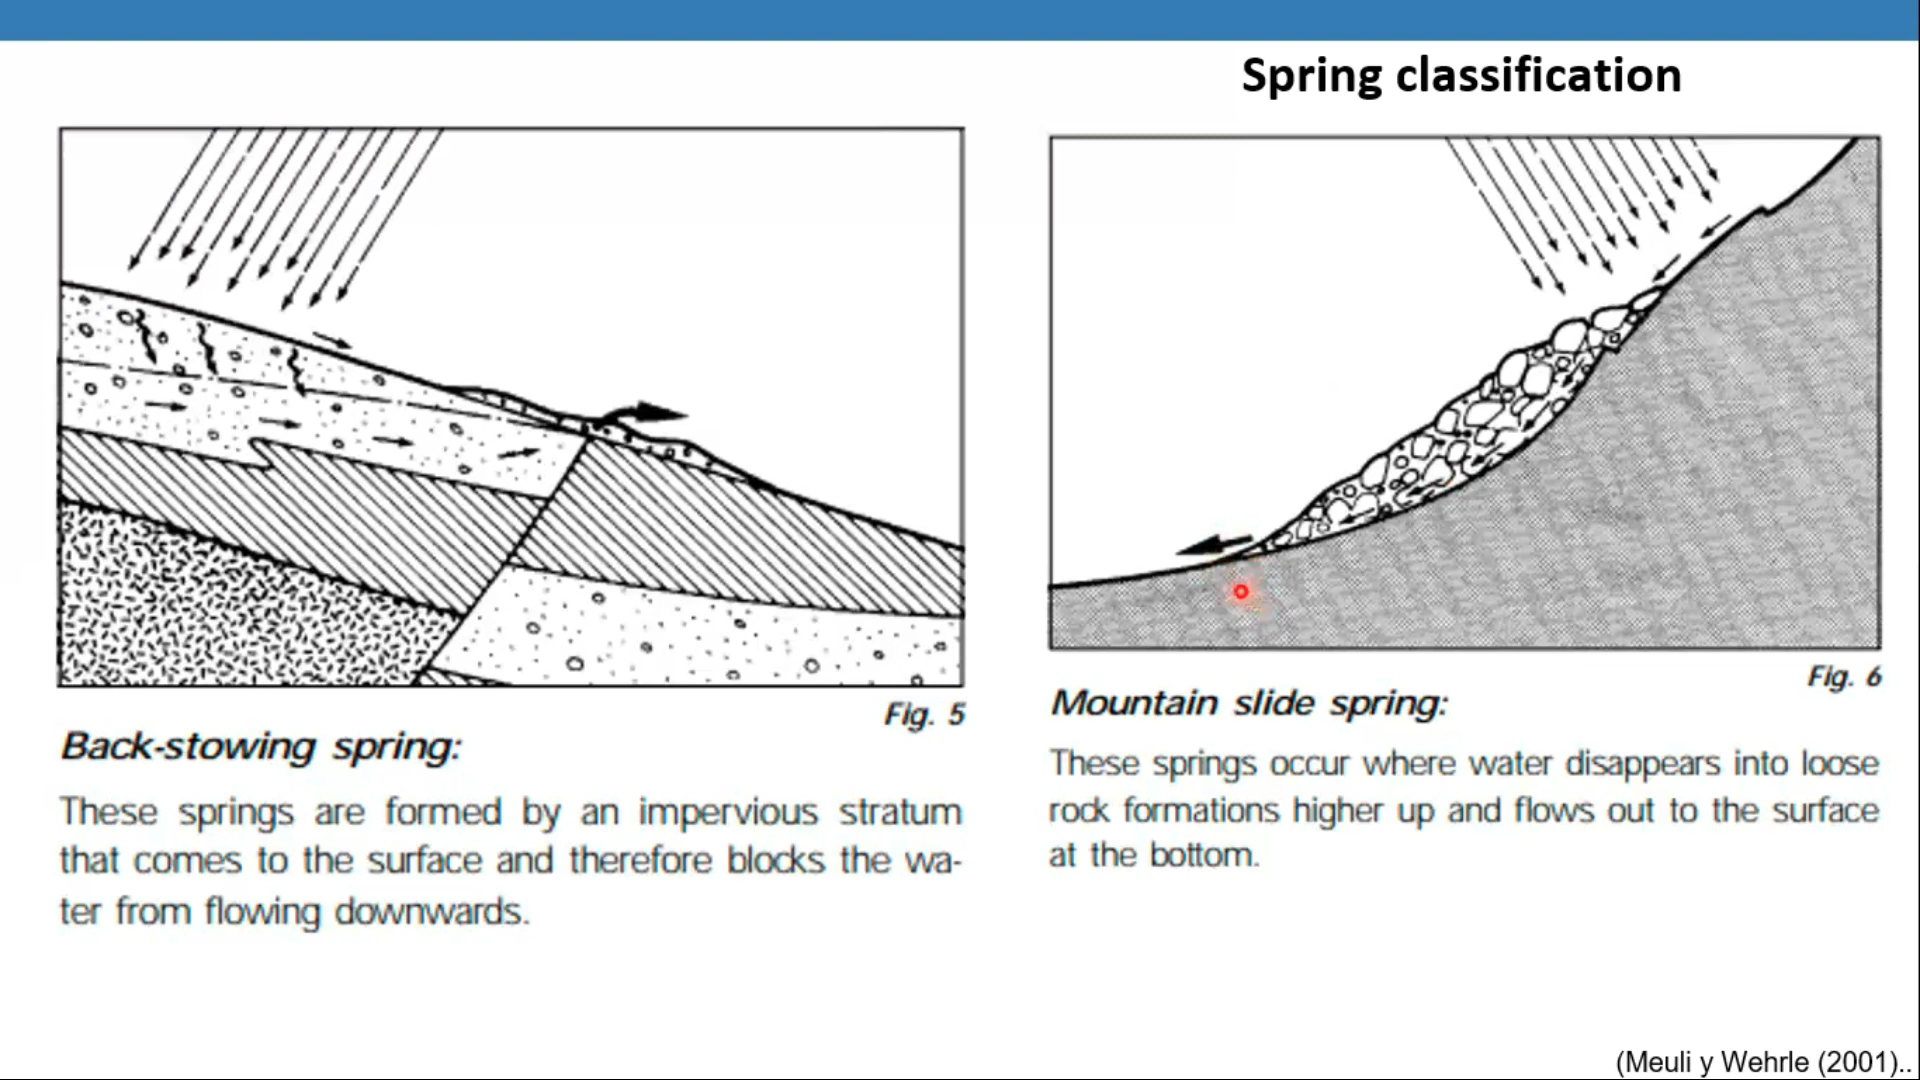 Spring classification
Fig. 5
Back-stowing spring:
These springs are formed by an impervious stratum
that comes to the surface and therefore blocks the wa-
ter from flowing downwards.
Fig. 6
Mountain slide spring:
These springs occur where water disappears into loose
rock formations higher up and flows out to the surface
at the bottom.
(Meuli y Wehrle (2001)..